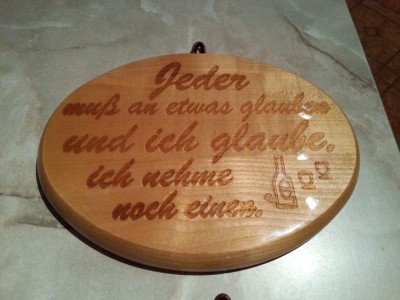 Jeder
muß an etwas glauben
und ich glaube,
ich nehme
noch einen.